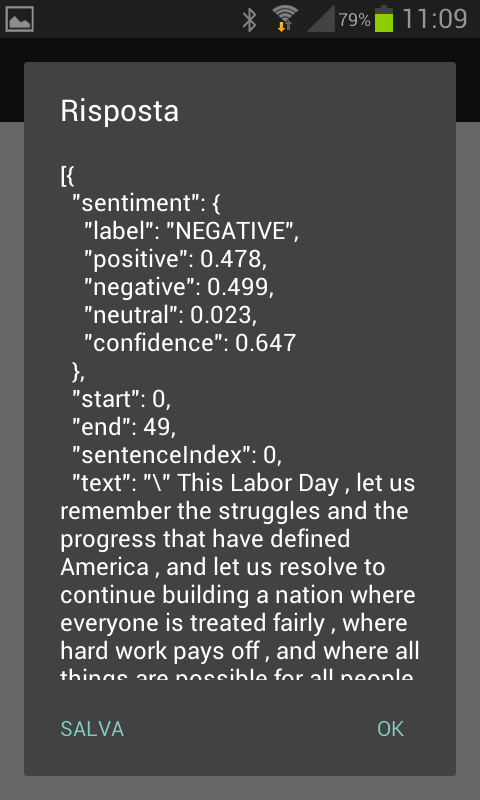 79% 11:09
Risposta
[{
"sentiment": {
"label": "NEGATIVE",
"positive": 0.478,
"negative": 0.499,
"neutral": 0.023,
"confidence": 0.647
},
"start": 0,
"end": 49,
"sentenceIndex": 0,
"text": "\" This Labor Day , let us
remember the struggles and the
progress that have defined
America , and let us resolve to
continue building a nation where
everyone is treated fairly , where
hard work pays off , and where all
things are possible for all people
SALVA OK